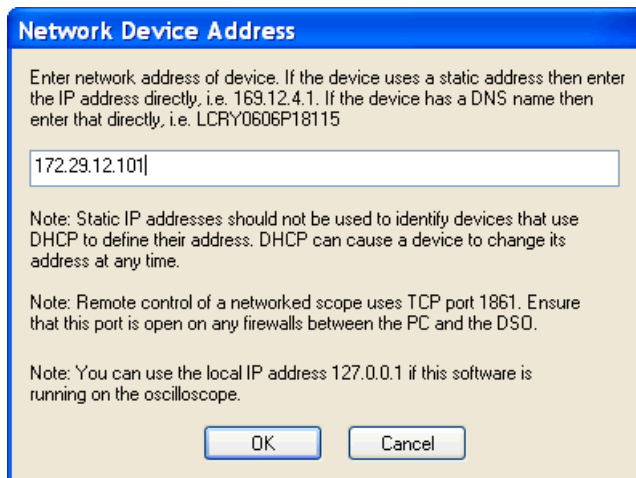 Network Device Address
Enter network address of device. If the device uses a static address then enter
the IP address directly, i.e. 169.12.4.1. If the device has a DNS name then
enter that directly, i.e. LCRY0606P18115
172.29.12.101
Note: Static IP addresses should not be used to identify devices that use
DHCP to define their address. DHCP can cause a device to change its
address at any time.
Note: Remote control of a networked scope uses TCP port 1861. Ensure
that this port is open on any firewalls between the PC and the DSO.
Note: You can use the local IP address 127.0.0.1 if this software is
running on the oscilloscope.
OK Cancel